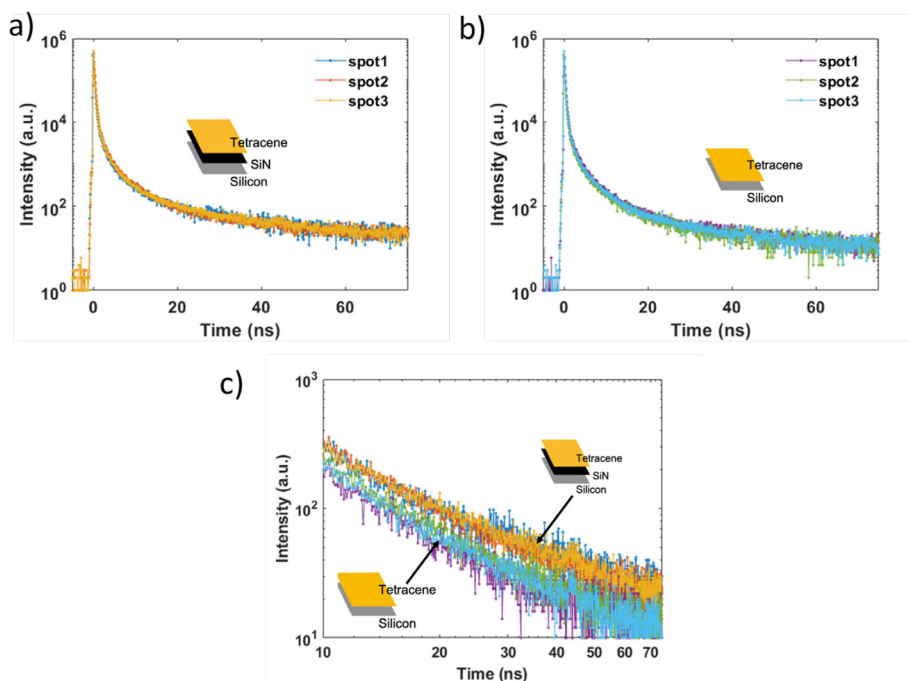 a)
10^6
10^4
10^2
10^0
Intensity (a.u.)
spot1
spot2
spot3
Tetracene
SiN
Silicon
0 20 40 60
Time (ns)
b)
10^6
10^4
10^2
10^0
Intensity (a.u.)
spot1
spot2
spot3
Tetracene
Silicon
0 20 40 60
Time (ns)
c)
10^3
10^2
10^1
Intensity (a.u.)
Tetracene
SiN
Silicon
Tetracene
Silicon
10 20 30 40 50 60 70
Time (ns)